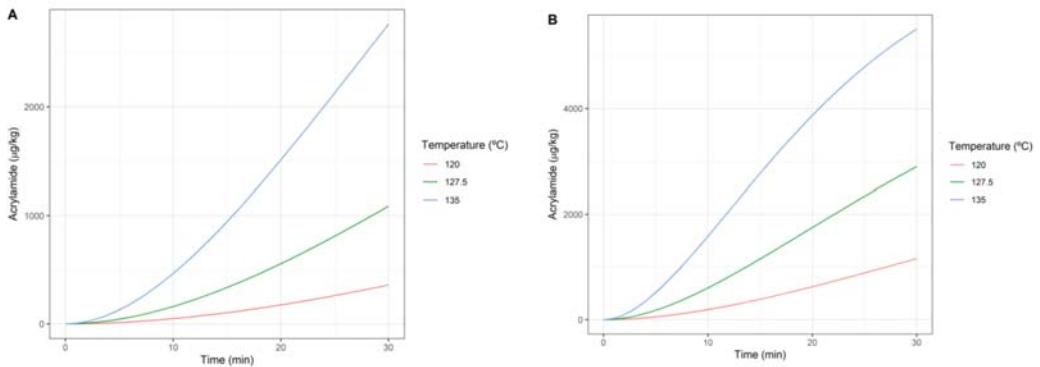 A
Acrylamide (µg/kg)
2000
1000
0
0 10 20 30
Time (min)
Temperature (ºC)
120
127.5
135
B
Acrylamide (µg/kg)
4000
2000
0
0 10 20 30
Time (min)
Temperature (ºC)
120
127.5
135